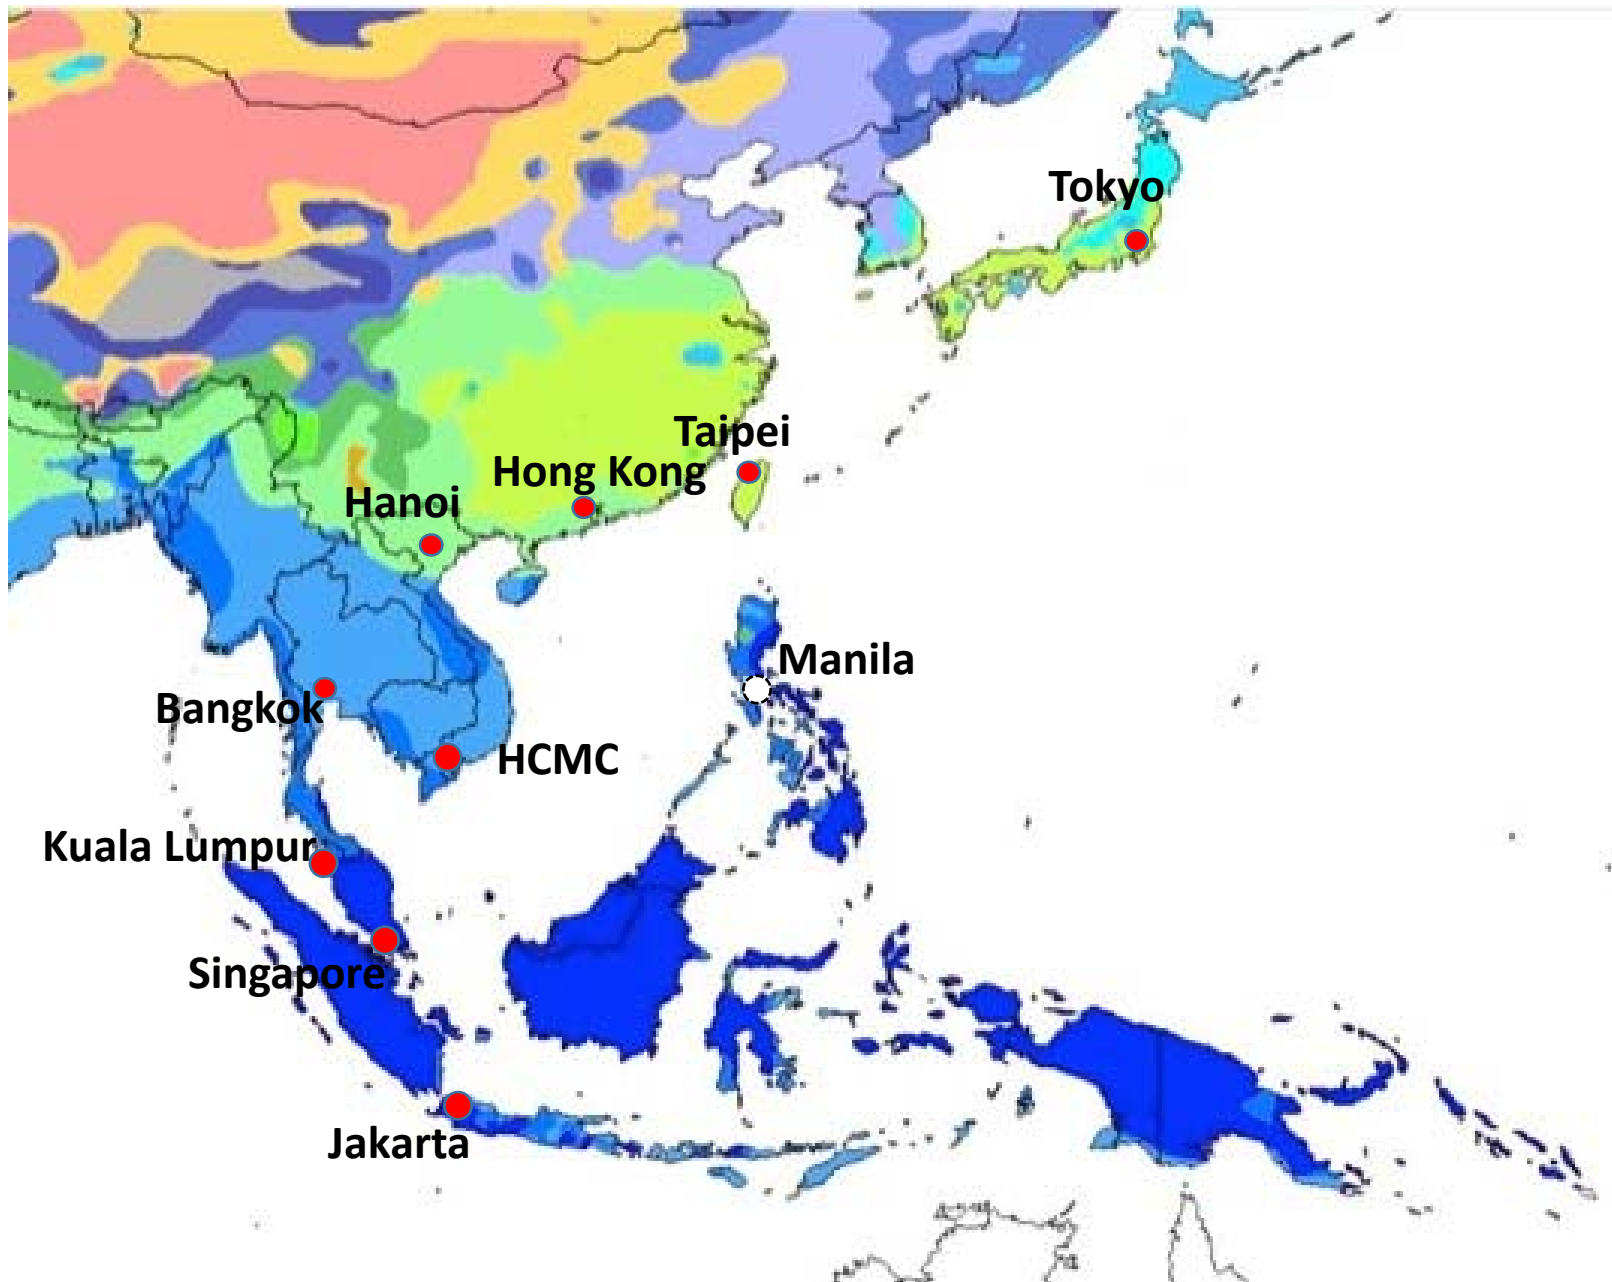 Tokyo
Taipei
Hong Kong
Hanoi
Manila
Bangkok
HCMC
Kuala Lumpur
Singapore
Jakarta